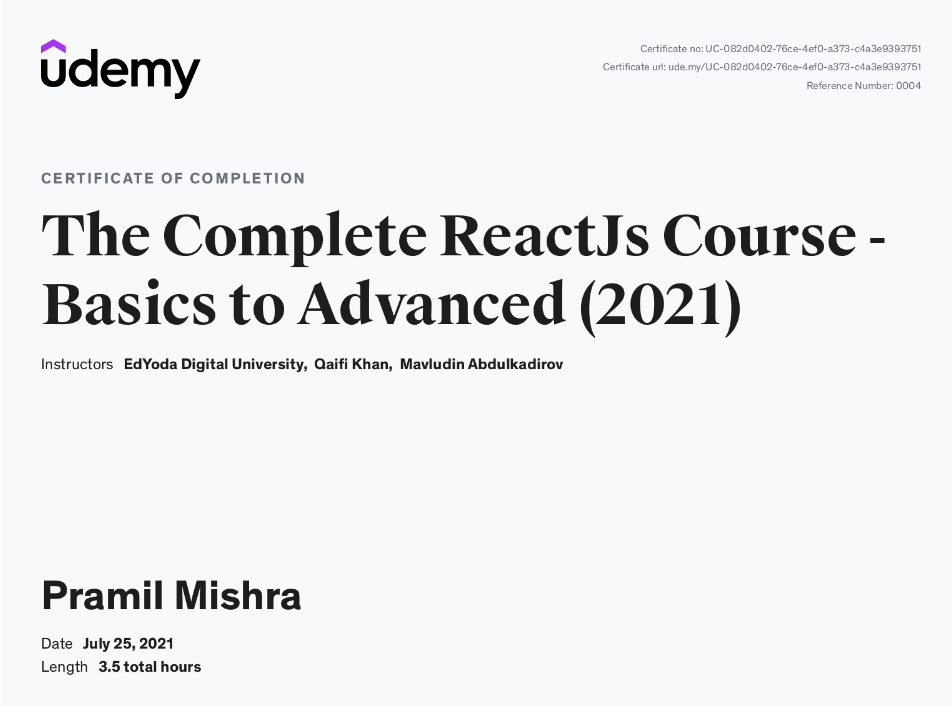 udemy
Certificate no: UC-082d0402-76ce-4ef0-a373-c4a3e9393751
Certificate url: ude.my/UC-082d0402-76ce-4ef0-a373-c4a3e9393751
Reference Number: 0004
CERTIFICATE OF COMPLETION
The Complete ReactJs Course -
Basics to Advanced (2021)
Instructors EdYoda Digital University, Qaifi Khan, Mavludin Abdulkadirov
Pramil Mishra
Date July 25, 2021
Length 3.5 total hours